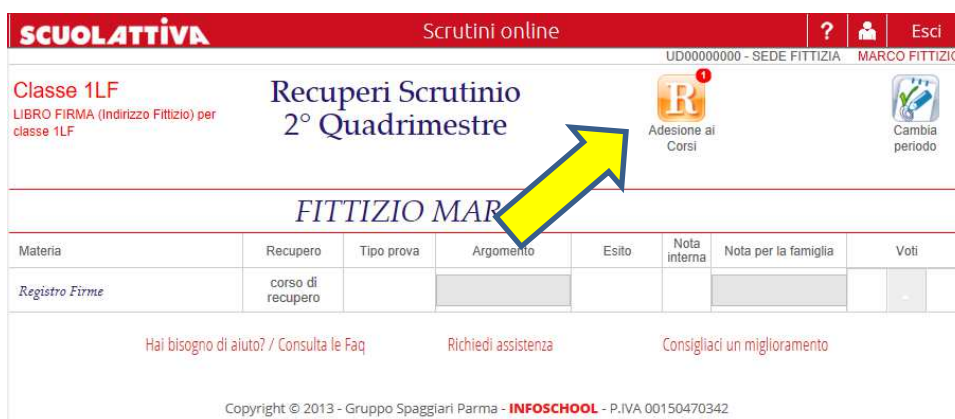 SCUOLATTIVA
Scrutini online
? Esci
UD00000000 - SEDE FITTIZIA MARCO FITTIZIO
Classe 1LF
LIBRO FIRMA (Indirizzo Fittizio) per
classe 1LF
Recuperi Scrutinio
2° Quadrimestre
R 1
Adesione ai
Corsi
Cambia
periodo
FITTIZIO MAR
Materia Recupero Tipo prova Argomento Esito Nota interna Nota per la famiglia Voti
Registro Firme corso di recupero
Hai bisogno di aiuto? / Consulta le Faq Richiedi assistenza Consigliaci un miglioramento
Copyright © 2013 - Gruppo Spaggiari Parma - INFOSCHOOL - P.IVA 00150470342